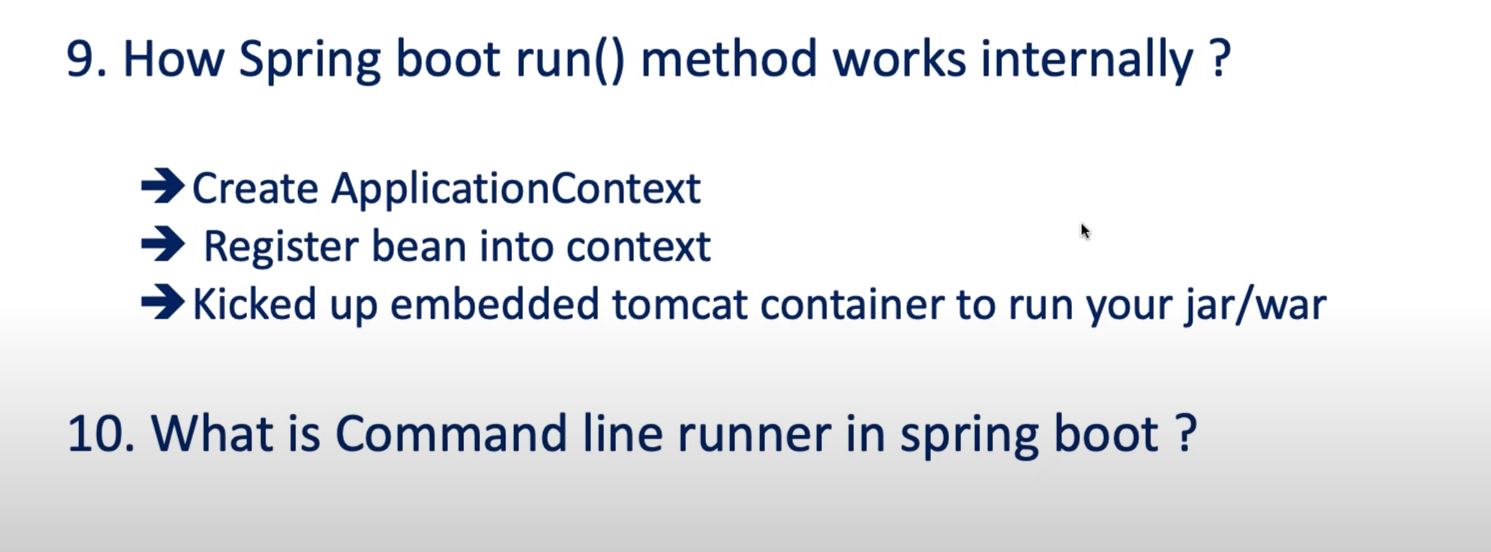 9. How Spring boot run() method works internally ?
➔Create ApplicationContext
➔ Register bean into context
➔Kicked up embedded tomcat container to run your jar/war
10. What is Command line runner in spring boot ?